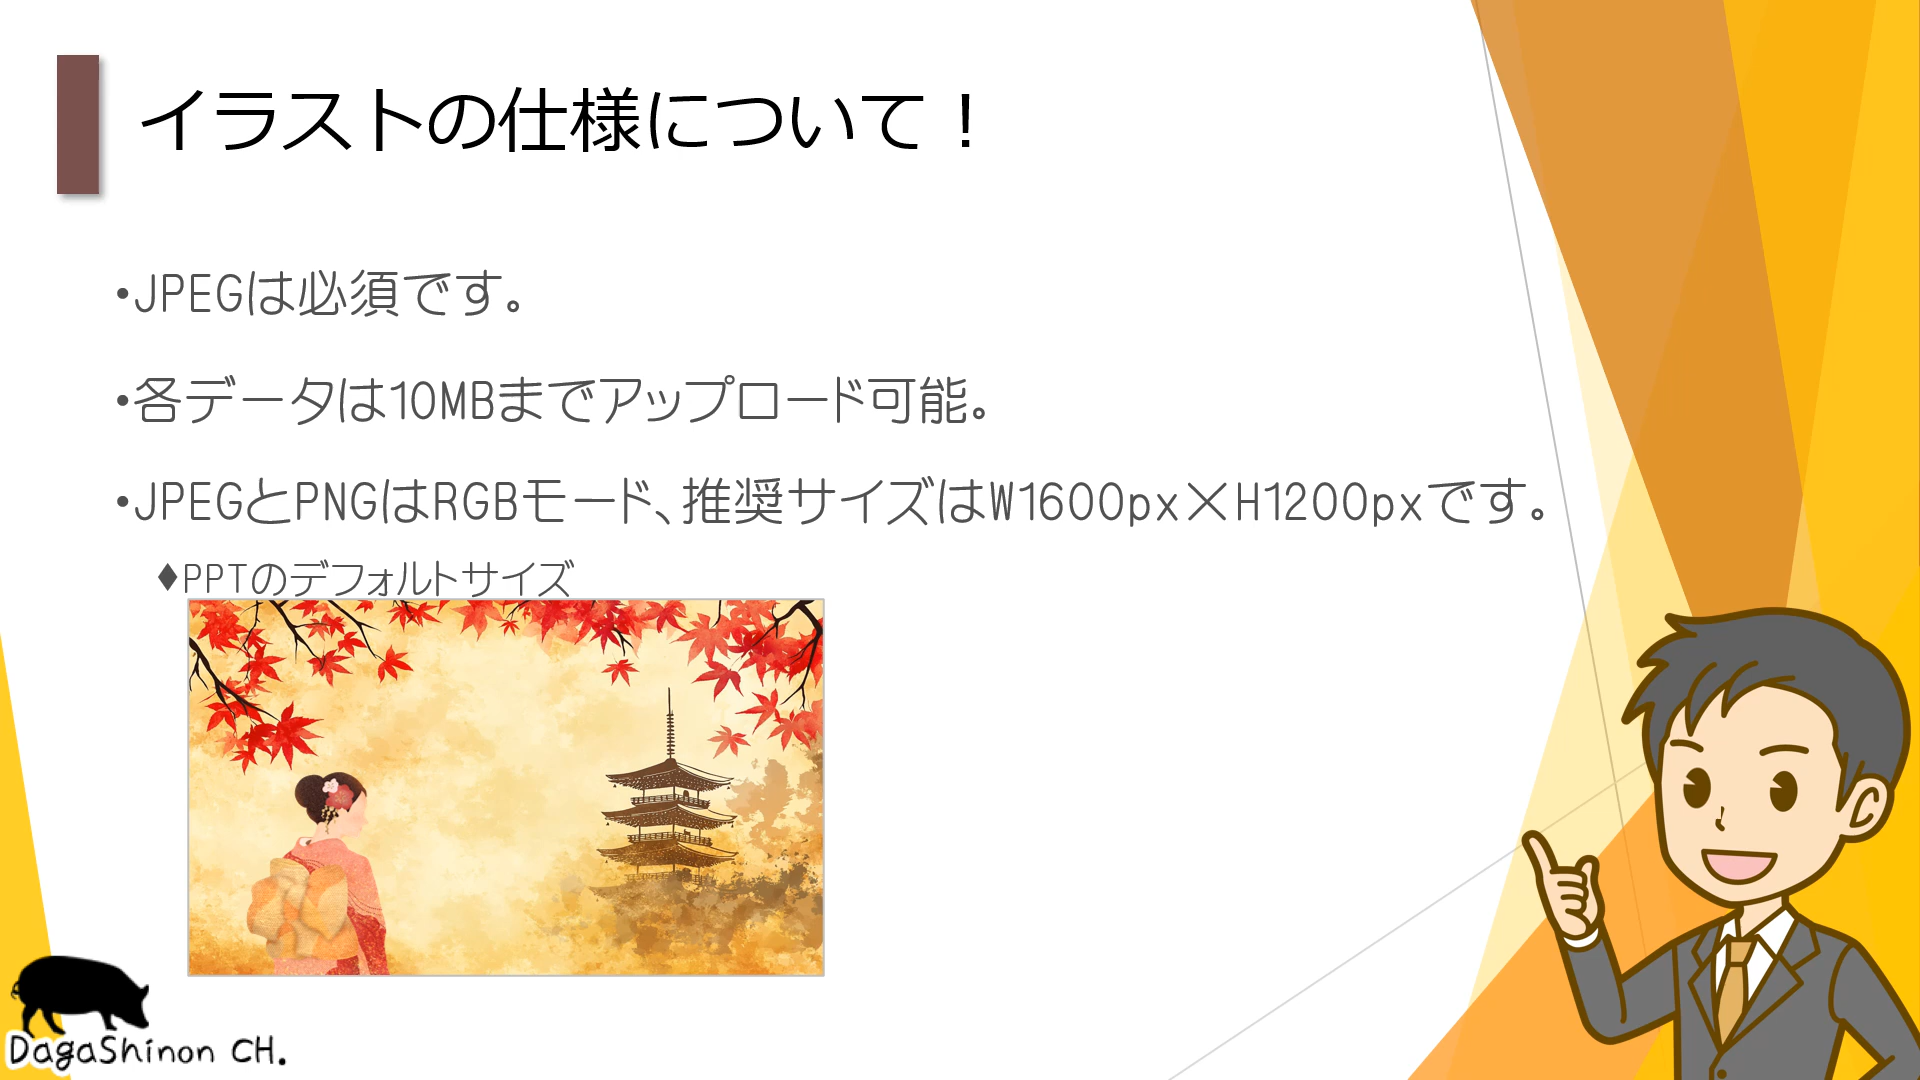 イラストの仕様について！
•JPEGは必須です。
•各データは10MBまでアップロード可能。
•JPEGとPNGはRGBモード、推奨サイズはW1600px×H1200pxです。
♦PPTのデフォルトサイズ
DagaShinon CH.